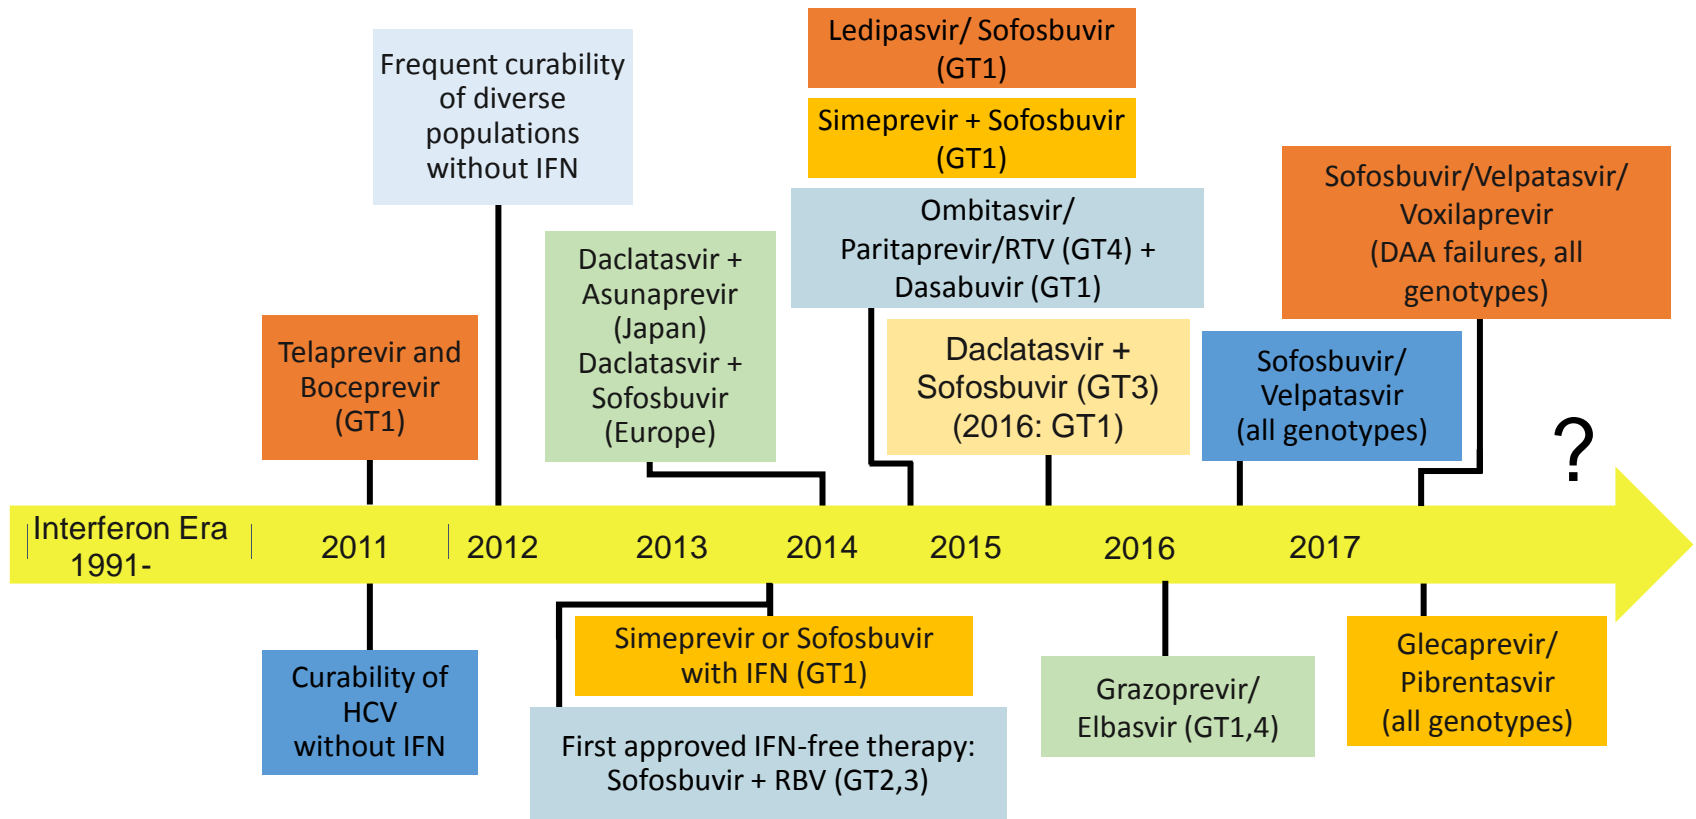 Ledipasvir/ Sofosbuvir
(GT1)
Simeprevir + Sofosbuvir
(GT1)
Frequent curability
of diverse
populations
without IFN
Ombitasvir/
Paritaprevir/RTV (GT4) +
Dasabuvir (GT1)
Sofosbuvir/Velpatasvir/
Voxilaprevir
(DAA failures, all
genotypes)
Daclatasvir +
Asunaprevir
(Japan)
Daclatasvir +
Sofosbuvir
(Europe)
Telaprevir and
Boceprevir
(GT1)
Daclatasvir +
Sofosbuvir (GT3)
(2016: GT1)
Sofosbuvir/
Velpatasvir
(all genotypes)
?
Interferon Era
1991-
2011
2012
2013
2014
2015
2016
2017
Curability of
HCV
without IFN
Simeprevir or Sofosbuvir
with IFN (GT1)
First approved IFN-free therapy:
Sofosbuvir + RBV (GT2,3)
Grazoprevir/
Elbasvir (GT1,4)
Glecaprevir/
Pibrentasvir
(all genotypes)